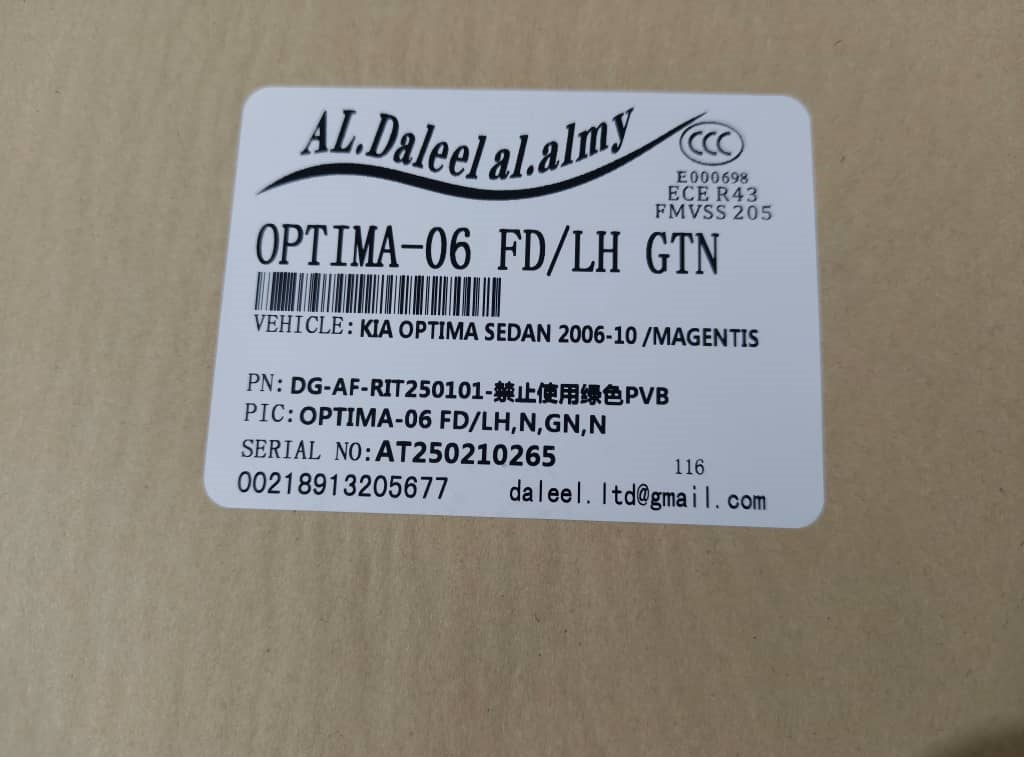 AL.Daleel al.almy
CCC
E000698
ECE R43
FMVSS 205
OPTIMA-06 FD/LH GTN
VEHICLE: KIA OPTIMA SEDAN 2006-10 /MAGENTIS
PN: DG-AF-RIT250101-禁止使用绿色PVB
PIC: OPTIMA-06 FD/LH,N,GN,N
SERIAL NO: AT250210265
116
00218913205677 daleel.ltd@gmail.com